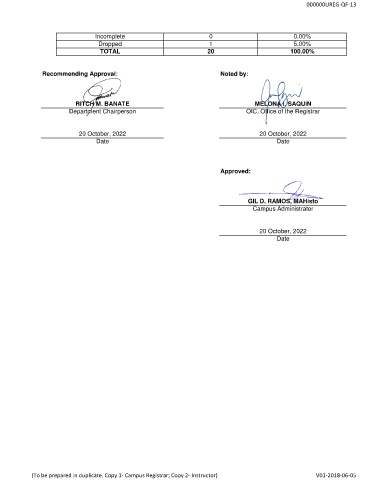 000000UREG-QF-13
Incomplete 0 0.00%
Dropped 1 5.00%
TOTAL 20 100.00%
Recommending Approval: Noted by:
RITCH M. BANATE MELONA I. SAQUIN
Department Chairperson OIC, Office of the Registrar
20 October, 2022 20 October, 2022
Date Date
Approved:
GIL D. RAMOS, MAHisto
Campus Administrator
20 October, 2022
Date
(To be prepared in duplicate. Copy 1- Campus Registrar; Copy 2- Instructor) V01-2018-06-05